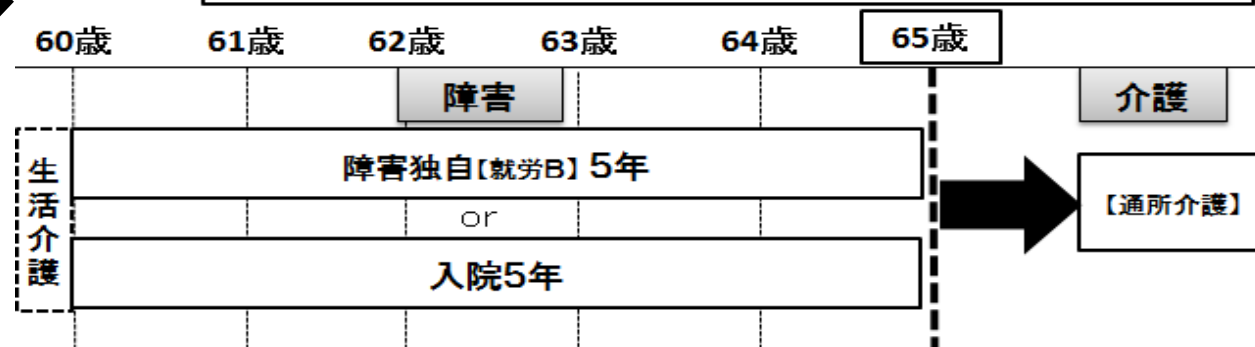 60歳 61歳 62歳 63歳 64歳 65歳
障害 介護
生活介護
障害独自【就労B】5年
【通所介護】
or
入院5年